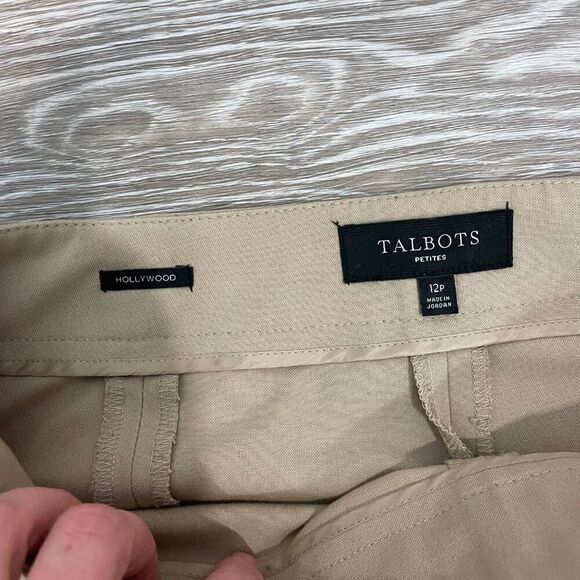 HOLLYWOOD
TALBOTS
PETITES
12P
MADE IN
JORDAN